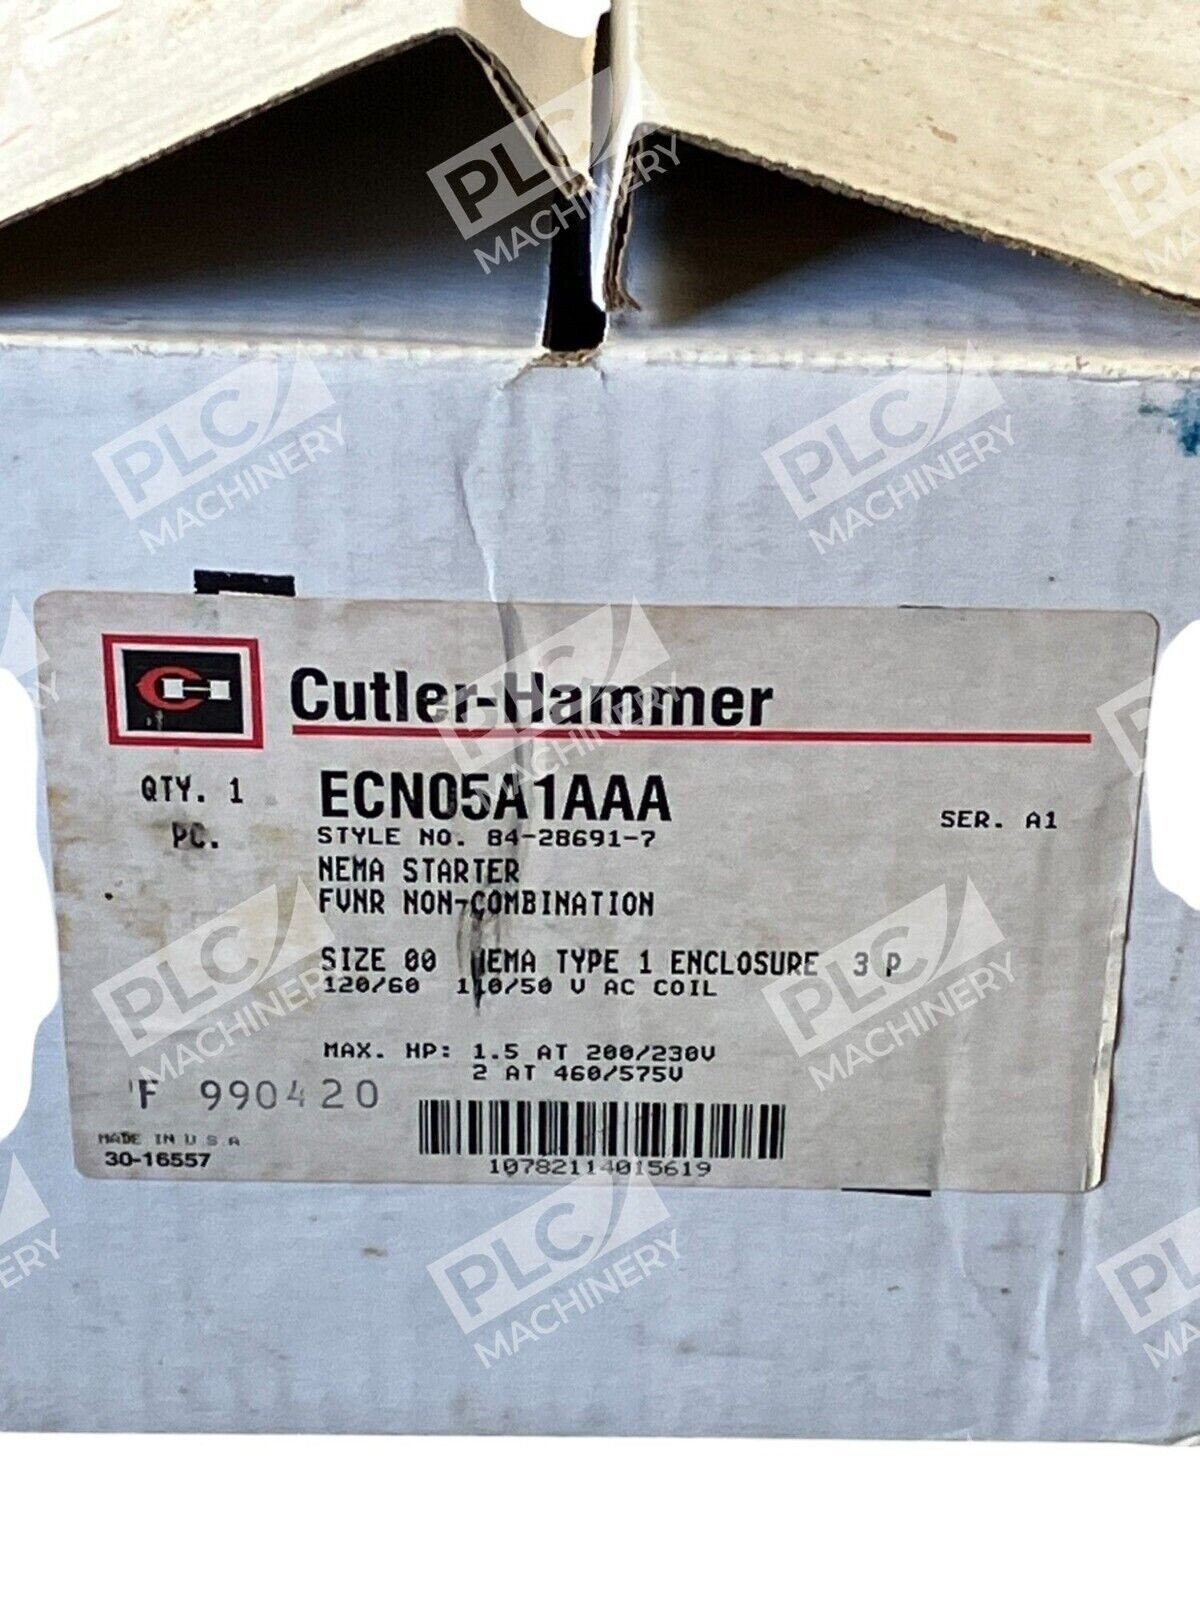 PLC MACHINERY
Cutler-Hammer
QTY. 1
PC.
ECN05A1AAA
SER. A1
STYLE NO. 84-28691-7
NEMA STARTER
FVNR NON-COMBINATION
SIZE 00 NEMA TYPE 1 ENCLOSURE 3 P
120/60 110/50 V AC COIL
MAX. HP: 1.5 AT 200/230V
2 AT 460/575V
F 990420
MADE IN U S A
30-16557
10782114015619